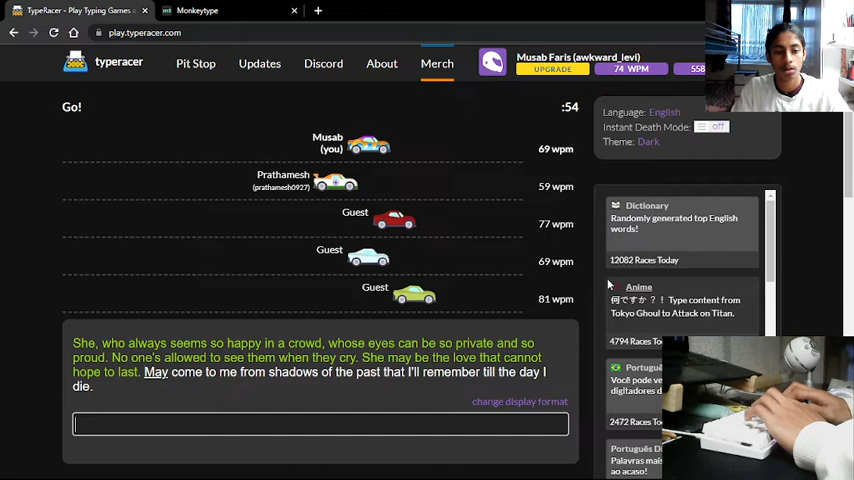 TypeRacer - Play Typing Games a
Monkeytype
play.typeracer.com
typeracer
Pit Stop
Updates
Discord
About
Merch
Musab Faris (awkward_levi)
UPGRADE
74 WPM
558
Go!
:54
Language: English
Instant Death Mode: off
Theme: Dark
Musab
(you)
69 wpm
Prathamesh
(prathamesh0927)
59 wpm
Guest
77 wpm
Guest
69 wpm
Guest
81 wpm
She, who always seems so happy in a crowd, whose eyes can be so private and so
proud. No one's allowed to see them when they cry. She may be the love that cannot
hope to last. May come to me from shadows of the past that I'll remember till the day I
die.
change display format
Dictionary
Randomly generated top English
words!
12082 Races Today
Anime
何ですか？！ Type content from
Tokyo Ghoul to Attack on Titan.
4794 Races To
Portugu
Você pode ve
digitadores d
2472 Races Tod
Português Di
Palavras mais
ao acaso!